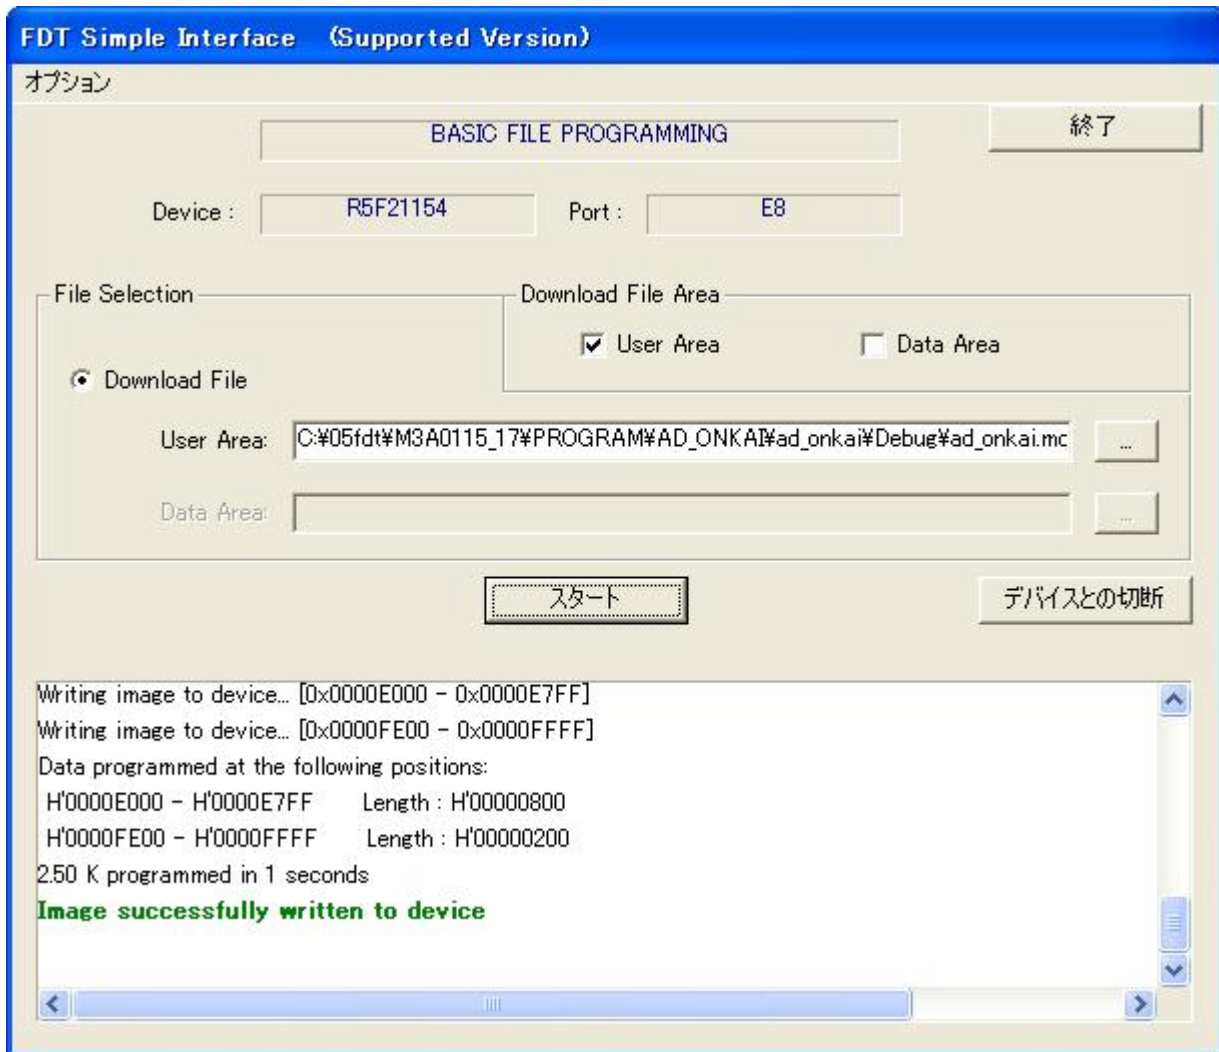 FDT Simple Interface (Supported Version)
オプション
BASIC FILE PROGRAMMING
終了
Device : R5F21154 Port : E8
File Selection
Download File Area
User Area Data Area
Download File
User Area: C:¥05fdt¥M3A0115_17¥PROGRAM¥AD_ONKAI¥ad_onkai¥Debug¥ad_onkai.mo ...
Data Area: ...
スタート
デバイスとの切断
Writing image to device... [0x0000E000 - 0x0000E7FF]
Writing image to device... [0x0000FE00 - 0x0000FFFF]
Data programmed at the following positions:
H'0000E000 - H'0000E7FF Length : H'00000800
H'0000FE00 - H'0000FFFF Length : H'00000200
2.50 K programmed in 1 seconds
Image successfully written to device